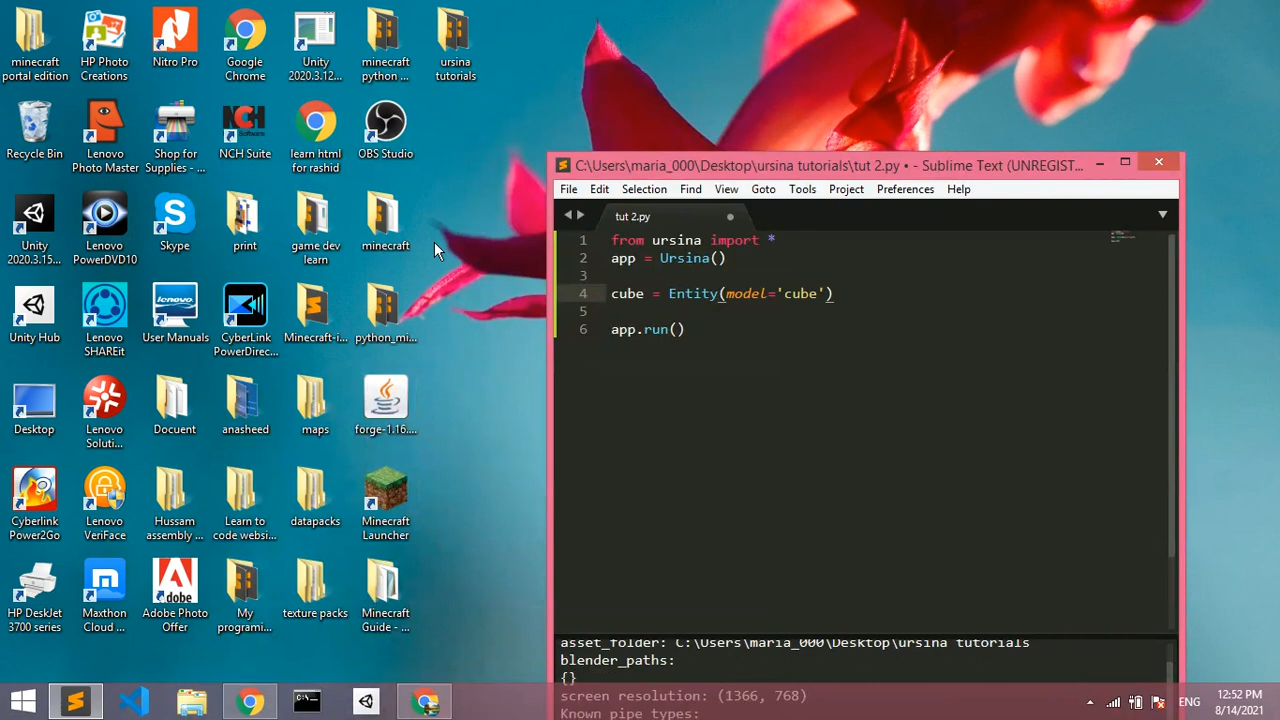 minecraft
portal edition
HP Photo
Creations
Nitro Pro
Google
Chrome
Unity
2020.3.12...
minecraft
python ...
ursina
tutorials
Recycle Bin
Lenovo
Photo Master
Shop for
Supplies - ...
NCH
Software
NCH Suite
learn html
for rashid
OBS Studio
Unity
2020.3.15...
Lenovo
PowerDVD10
Skype
print
game dev
learn
minecraft
Unity Hub
Lenovo
SHAREit
lenovo
User Manuals
CyberLink
PowerDirec...
Minecraft-i...
python_mi...
Desktop
Lenovo
Soluti...
Docuent
anasheed
maps
forge-1.16....
Cyberlink
Power2Go
Lenovo
VeriFace
Hussam
assembly ...
Learn to
code websi...
datapacks
Minecraft
Launcher
HP DeskJet
3700 series
Maxthon
Cloud ...
Adobe
Adobe Photo
Offer
My
programi...
texture packs
Minecraft
Guide - ...
C:\Users\maria_000\Desktop\ursina tutorials\tut 2.py • - Sublime Text (UNREGIST...
File Edit Selection Find View Goto Tools Project Preferences Help
tut 2.py
1 from ursina import *
2 app = Ursina()
3
4 cube = Entity(model='cube')
5
6 app.run()
asset_folder: C:\Users\maria_000\Desktop\ursina tutorials
blender_paths:
{}
screen resolution: (1366, 768)
Known pipe types:
ENG
12:52 PM
8/14/2021